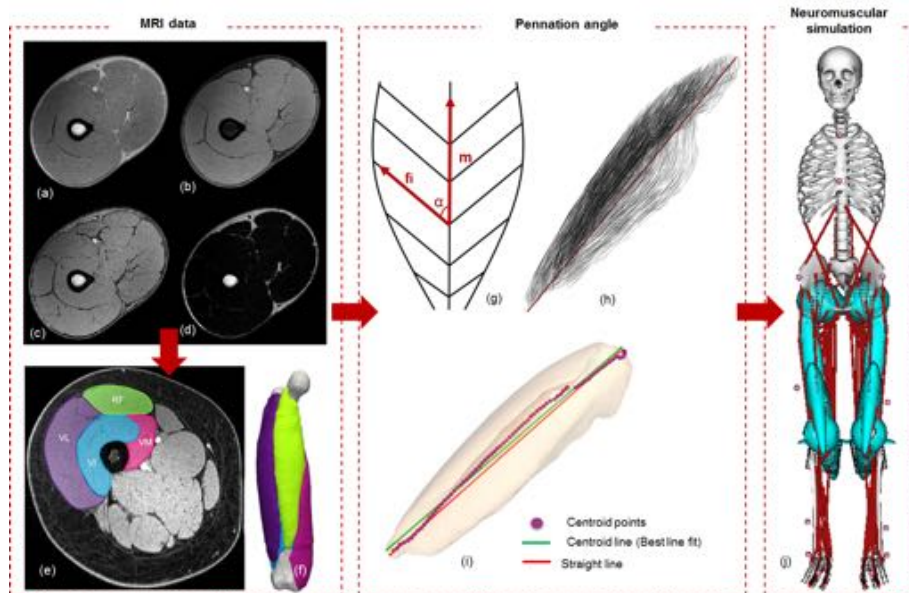 MRI data
Pennation angle
Neuromuscular
simulation
(a)
(b)
(c)
(d)
RF
VL
VI
VM
(e)
(f)
m
fi
α
(g)
(h)
Centroid points
Centroid line (Best line fit)
Straight line
(i)
(j)